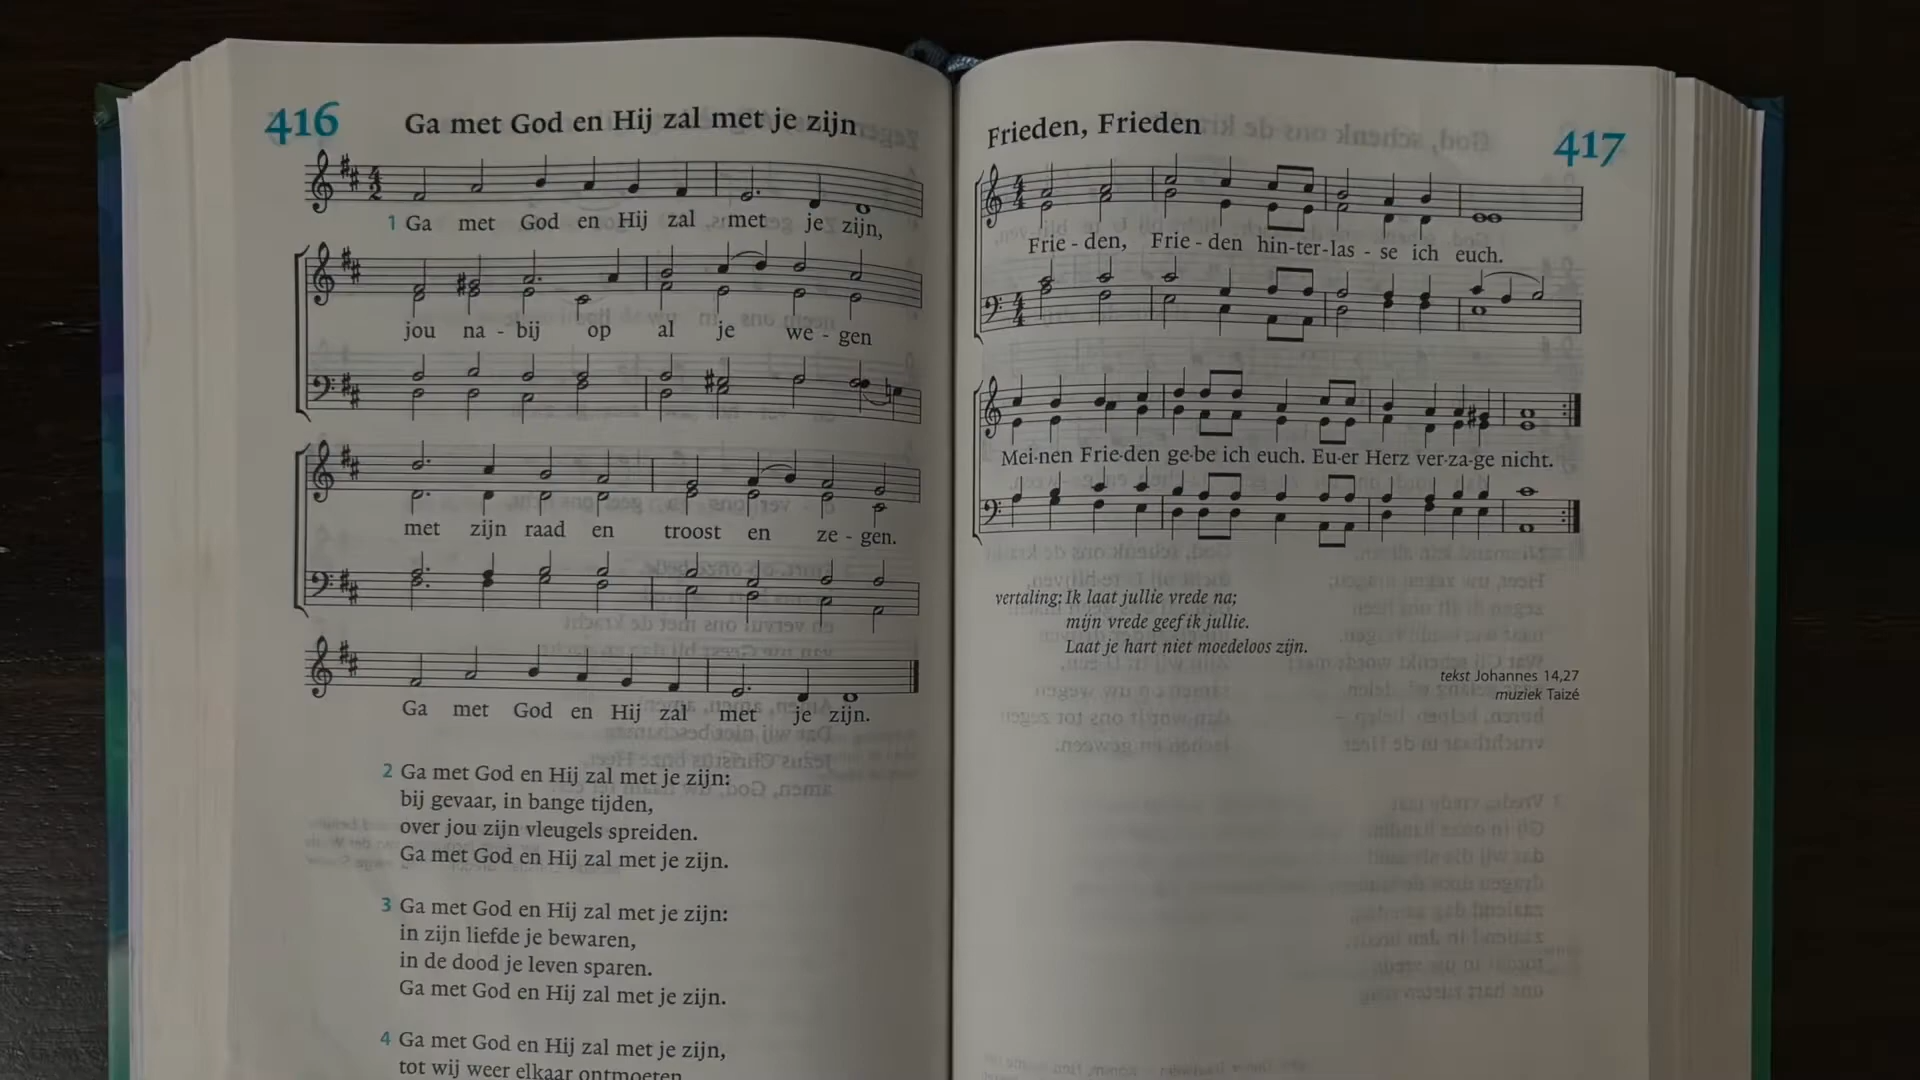 416 Ga met God en Hij zal met je zijn
1 Ga met God en Hij zal met je zijn,
jou na - bij op al je we - gen
met zijn raad en troost en ze - gen.
Ga met God en Hij zal met je zijn.
2 Ga met God en Hij zal met je zijn:
bij gevaar, in bange tijden,
over jou zijn vleugels spreiden.
Ga met God en Hij zal met je zijn.
3 Ga met God en Hij zal met je zijn:
in zijn liefde je bewaren,
in de dood je leven sparen.
Ga met God en Hij zal met je zijn.
4 Ga met God en Hij zal met je zijn,
tot wij weer elkaar ontmoeten
Frieden, Frieden 417
Frie - den, Frie - den hin-ter-las - se ich euch.
Mei-nen Frie-den ge-be ich euch. Eu-er Herz ver-za-ge nicht.
vertaling: Ik laat jullie vrede na;
mijn vrede geef ik jullie.
Laat je hart niet moedeloos zijn.
tekst Johannes 14,27
muziek Taizé